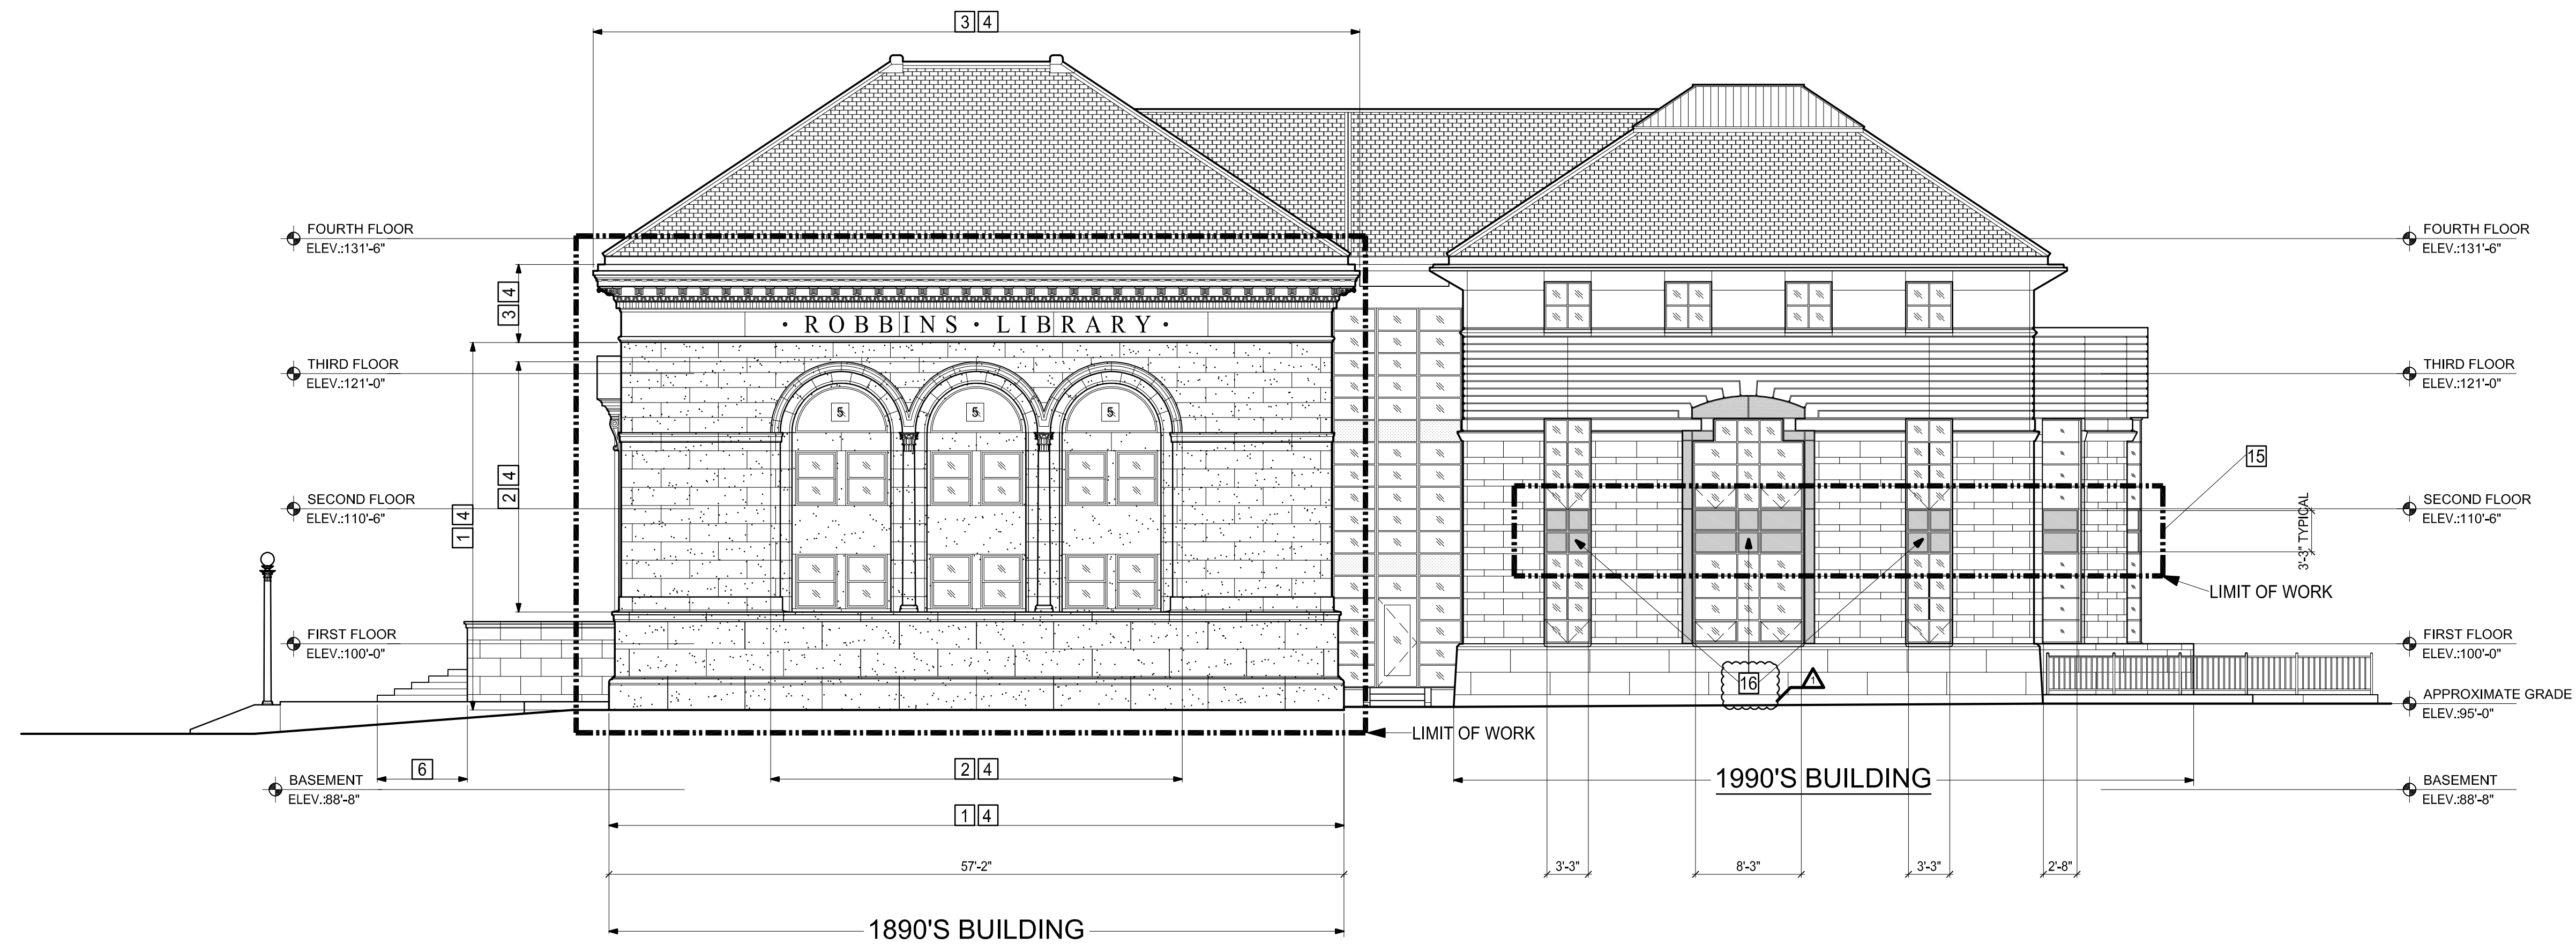 3 4
FOURTH FLOOR
ELEV.:131'-6"
FOURTH FLOOR
ELEV.:131'-6"
3 4
• ROBBINS • LIBRARY •
THIRD FLOOR
ELEV.:121'-0"
THIRD FLOOR
ELEV.:121'-0"
5
5
5
15
2 4
1 4
SECOND FLOOR
ELEV.:110'-6"
SECOND FLOOR
ELEV.:110'-6"
3'-3" TYPICAL
LIMIT OF WORK
FIRST FLOOR
ELEV.:100'-0"
FIRST FLOOR
ELEV.:100'-0"
16
1
APPROXIMATE GRADE
ELEV.:95'-0"
LIMIT OF WORK
6
2 4
BASEMENT
ELEV.:88'-8"
1990'S BUILDING
BASEMENT
ELEV.:88'-8"
1 4
57'-2"
3'-3"
8'-3"
3'-3"
2'-8"
1890'S BUILDING